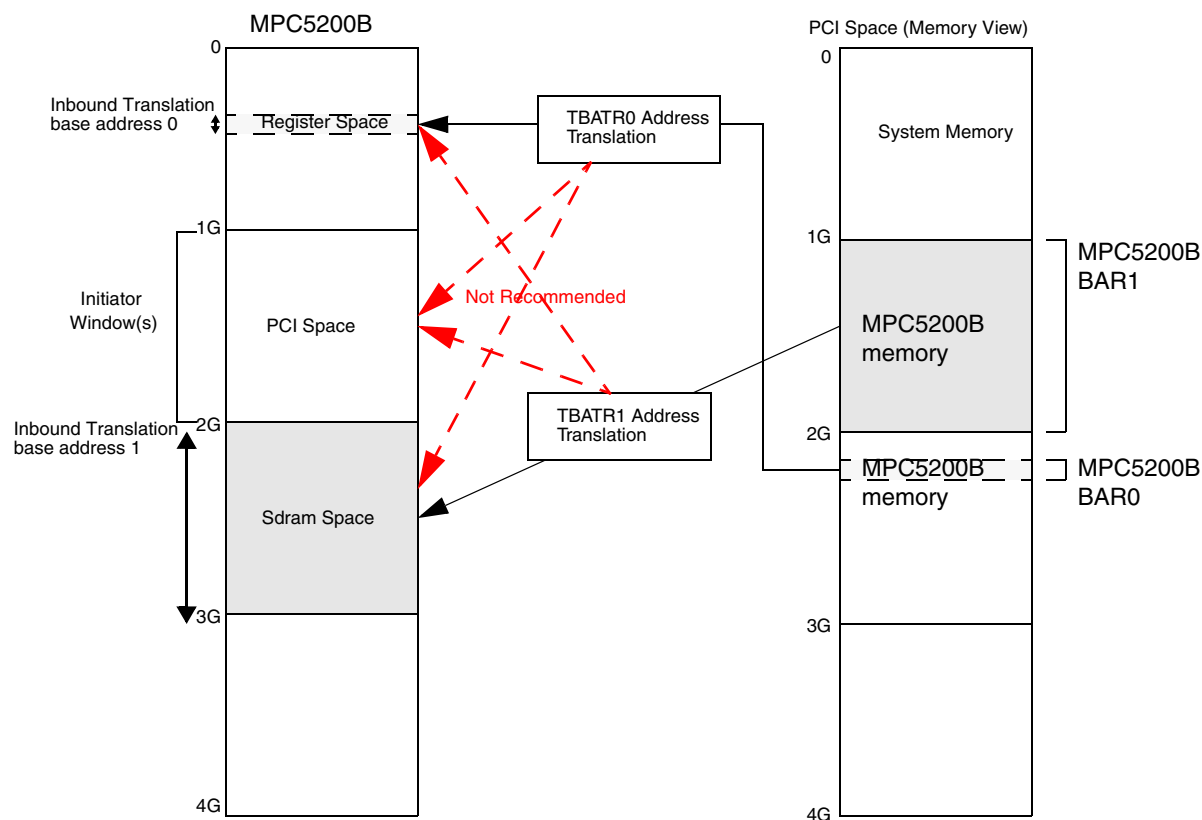 MPC5200B
PCI Space (Memory View)
0
0
Inbound Translation
base address 0
Register Space
TBATR0 Address
Translation
System Memory
1G
1G
MPC5200B
BAR1
Initiator
Window(s)
PCI Space
Not Recommended
MPC5200B
memory
Inbound Translation
base address 1
2G
TBATR1 Address
Translation
2G
MPC5200B
memory
MPC5200B
BAR0
Sdram Space
3G
3G
4G
4G